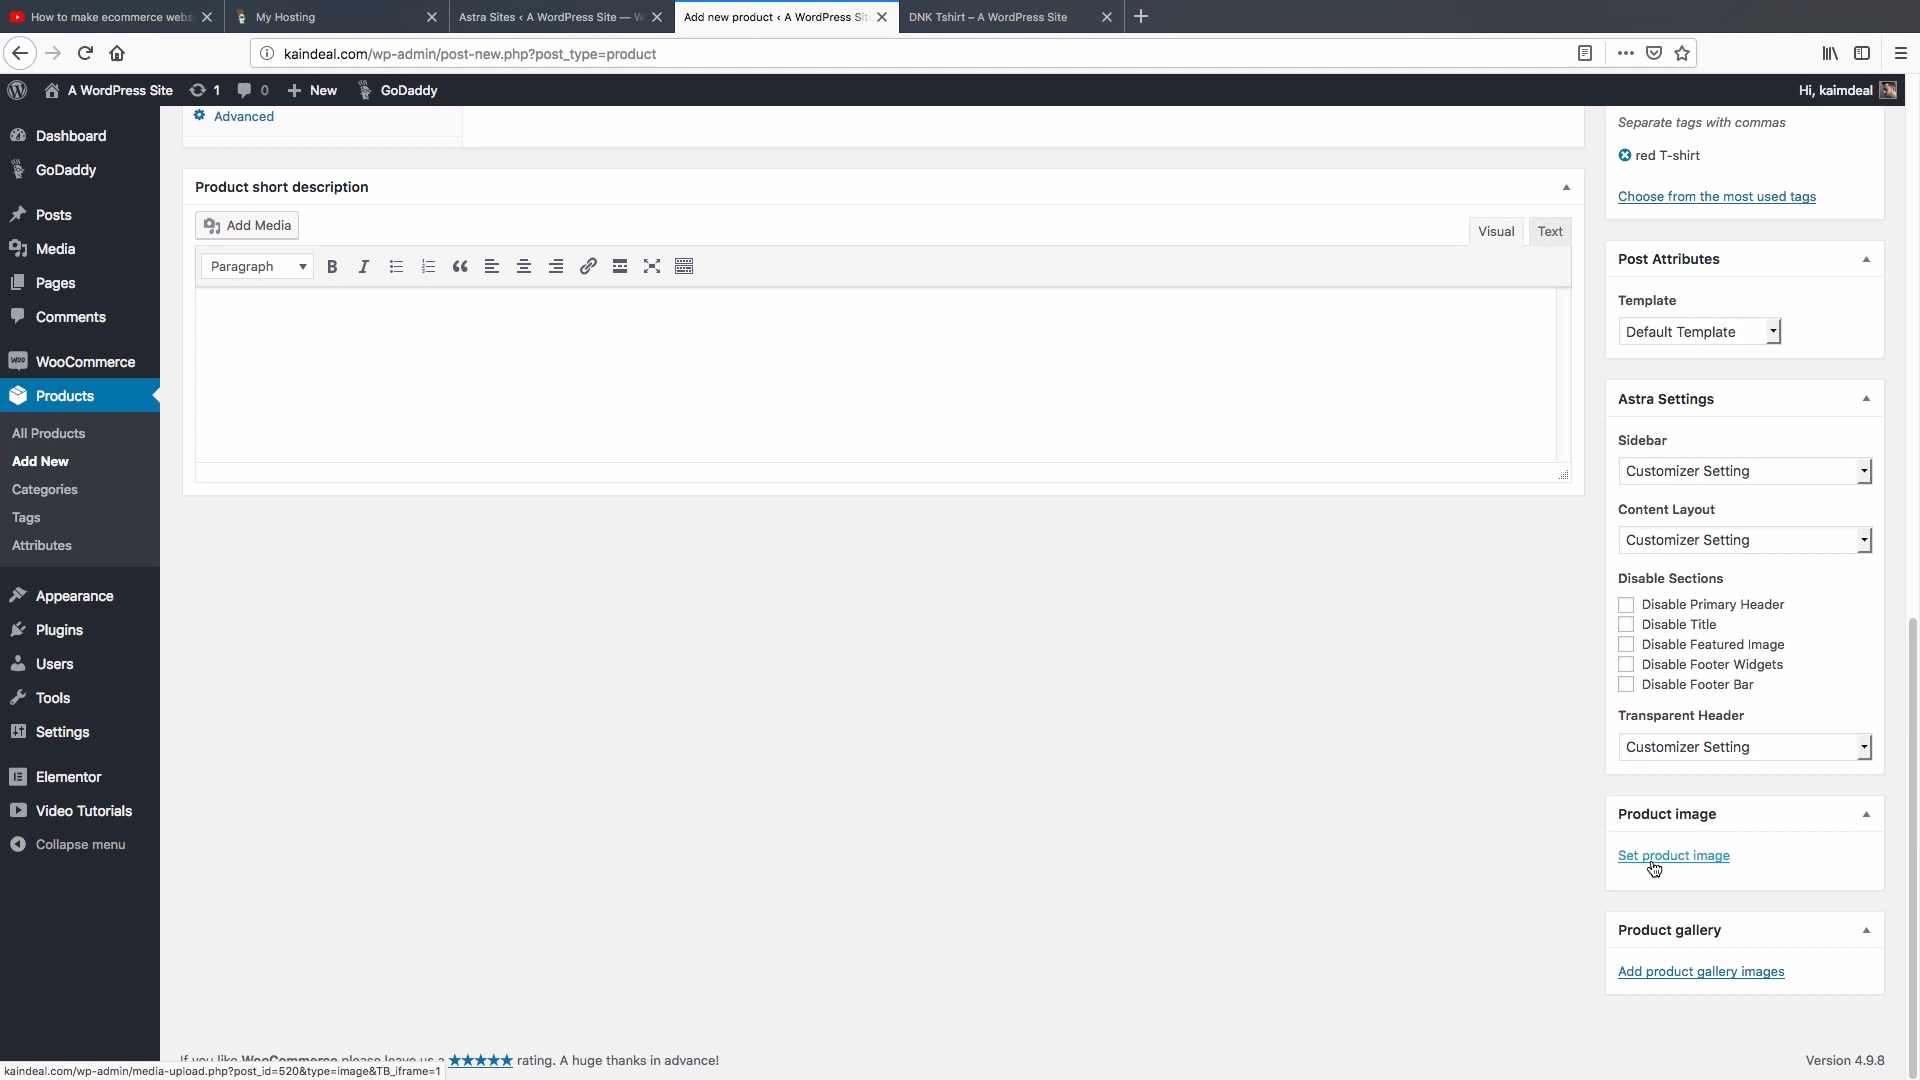 How to make ecommerce webs
My Hosting
Astra Sites ‹ A WordPress Site — W
Add new product ‹ A WordPress Sit
DNK Tshirt – A WordPress Site
kaindeal.com/wp-admin/post-new.php?post_type=product
A WordPress Site
1
0
New
GoDaddy
Hi, kaimdeal
Dashboard
GoDaddy
Posts
Media
Pages
Comments
WooCommerce
Products
All Products
Add New
Categories
Tags
Attributes
Appearance
Plugins
Users
Tools
Settings
Elementor
Video Tutorials
Collapse menu
Advanced
Product short description
Add Media
Visual
Text
Paragraph
Separate tags with commas
red T-shirt
Choose from the most used tags
Post Attributes
Template
Default Template
Astra Settings
Sidebar
Customizer Setting
Content Layout
Customizer Setting
Disable Sections
Disable Primary Header
Disable Title
Disable Featured Image
Disable Footer Widgets
Disable Footer Bar
Transparent Header
Customizer Setting
Product image
Set product image
Product gallery
Add product gallery images
If you like WooCommerce please leave us a ★★★★★ rating. A huge thanks in advance!
Version 4.9.8
kaindeal.com/wp-admin/media-upload.php?post_id=520&type=image&TB_iframe=1